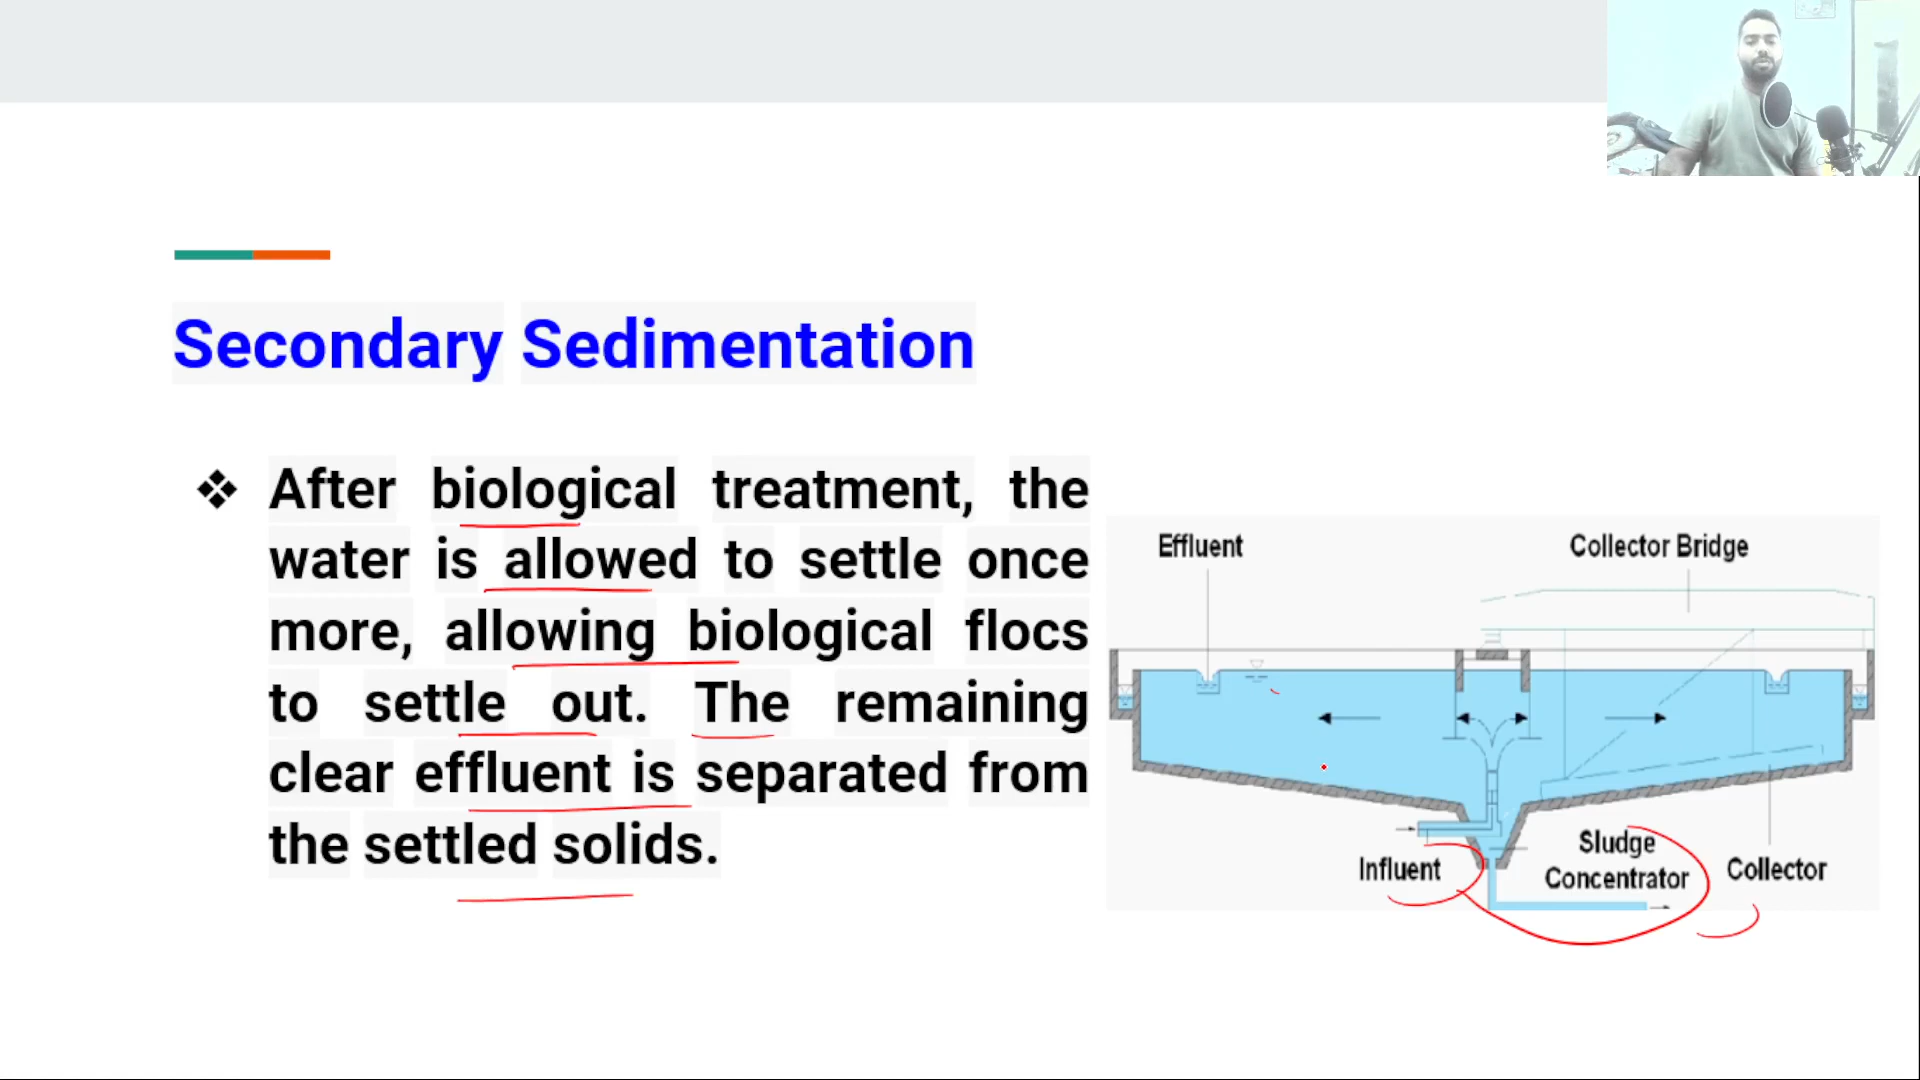 Secondary Sedimentation
❖ After biological treatment, the
water is allowed to settle once
more, allowing biological flocs
to settle out. The remaining
clear effluent is separated from
the settled solids.
Effluent
Collector Bridge
Influent
Sludge
Concentrator
Collector